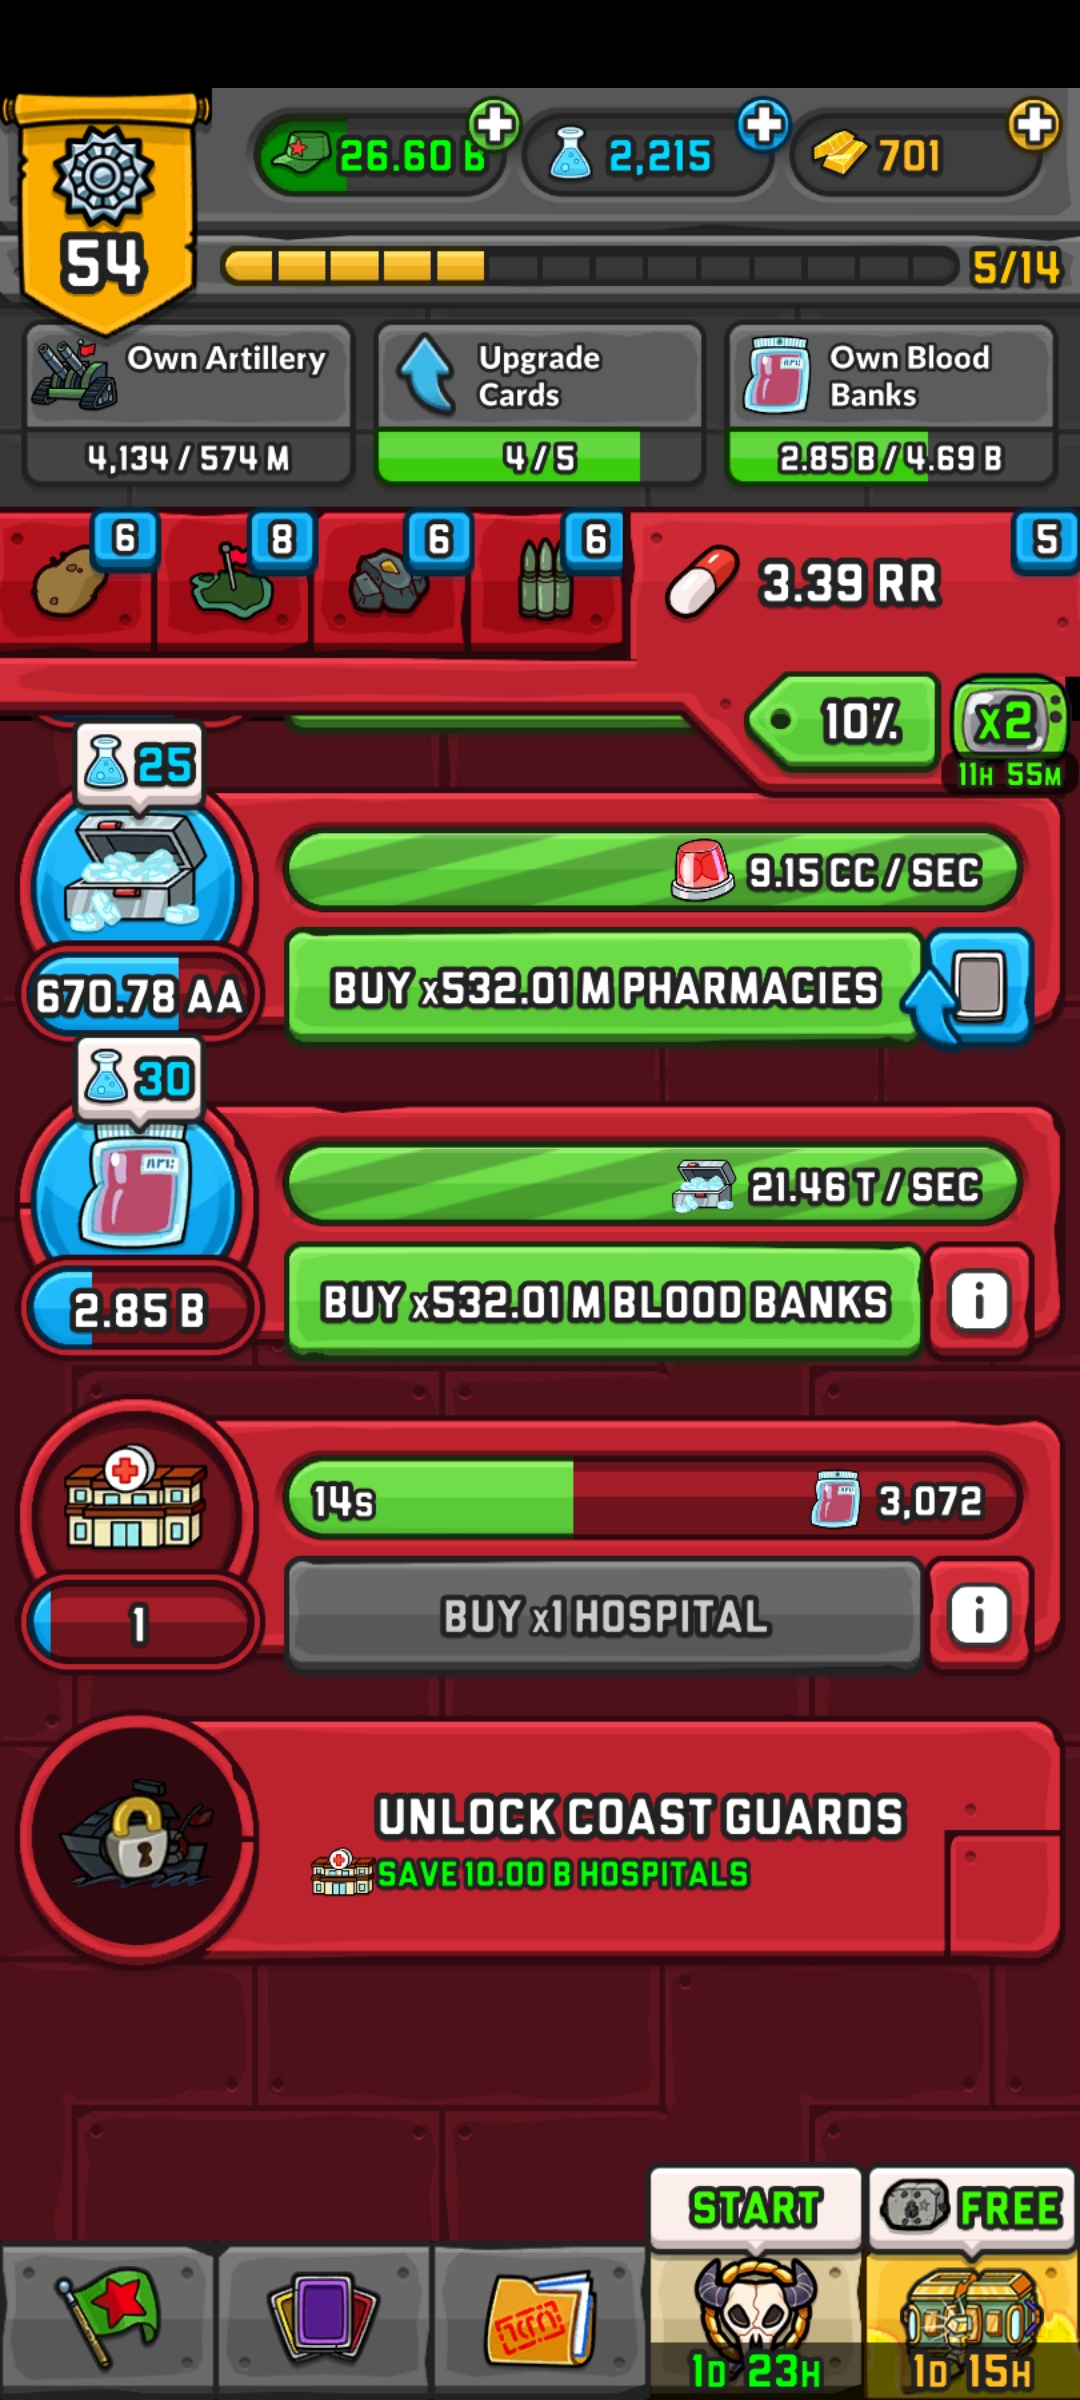 26.60 B
2,215
701
54
5/14
Own Artillery
4,134 / 574 M
Upgrade
Cards
4 / 5
Own Blood
Banks
2.85 B / 4.69 B
6
8
6
6
3.39 RR
5
10%
x2
11H 55M
25
9.15 CC / SEC
670.78 AA
BUY x532.01 M PHARMACIES
30
21.46 T / SEC
2.85 B
BUY x532.01 M BLOOD BANKS
i
14s
3,072
1
BUY x1 HOSPITAL
i
UNLOCK COAST GUARDS
SAVE 10.00 B HOSPITALS
START
FREE
1D 23H
1D 15H